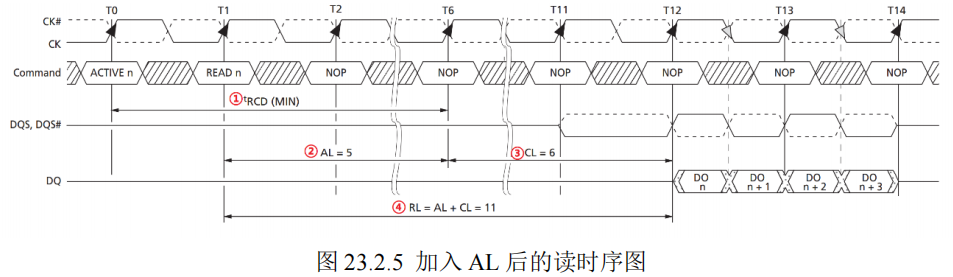 T0 T1 T2 T6 T11 T12 T13 T14
CK#
CK
Command ACTIVE n READ n NOP NOP NOP NOP NOP NOP
① tRCD (MIN)
DQS, DQS#
② AL = 5 ③ CL = 6
DQ DO n DO n + 1 DO n + 2 DO n + 3
④ RL = AL + CL = 11
图 23.2.5 加入 AL 后的读时序图